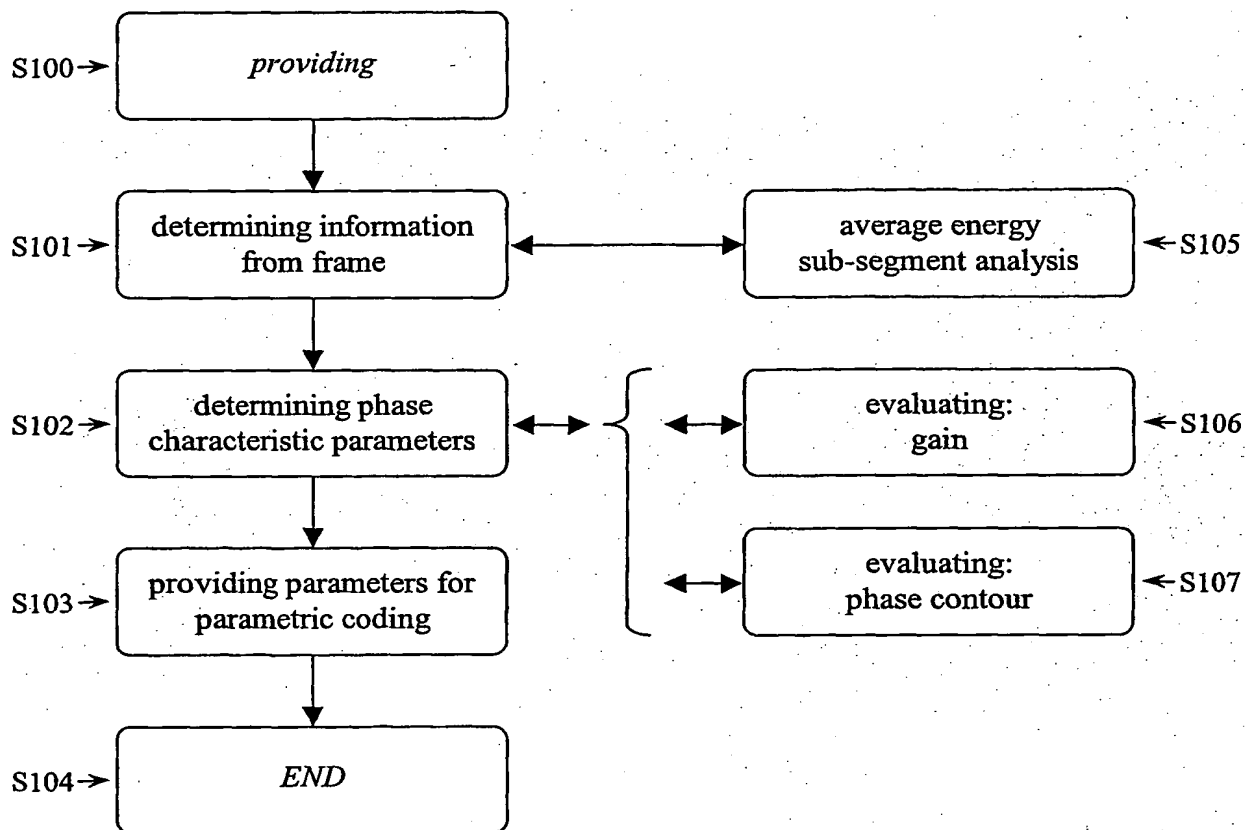 S100
providing
S101
determining information
from frame
average energy
sub-segment analysis
S105
S102
determining phase
characteristic parameters
evaluating:
gain
S106
S103
providing parameters for
parametric coding
evaluating:
phase contour
S107
S104
END